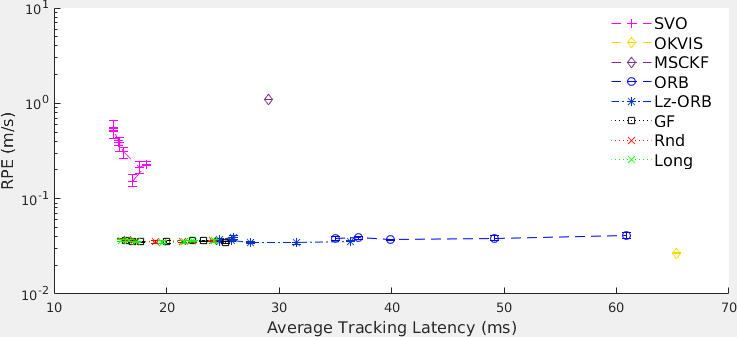 10^1
10^0
10^-1
10^-2
RPE (m/s)
10 20 30 40 50 60 70
Average Tracking Latency (ms)
SVO
OKVIS
MSCKF
ORB
Lz-ORB
GF
Rnd
Long